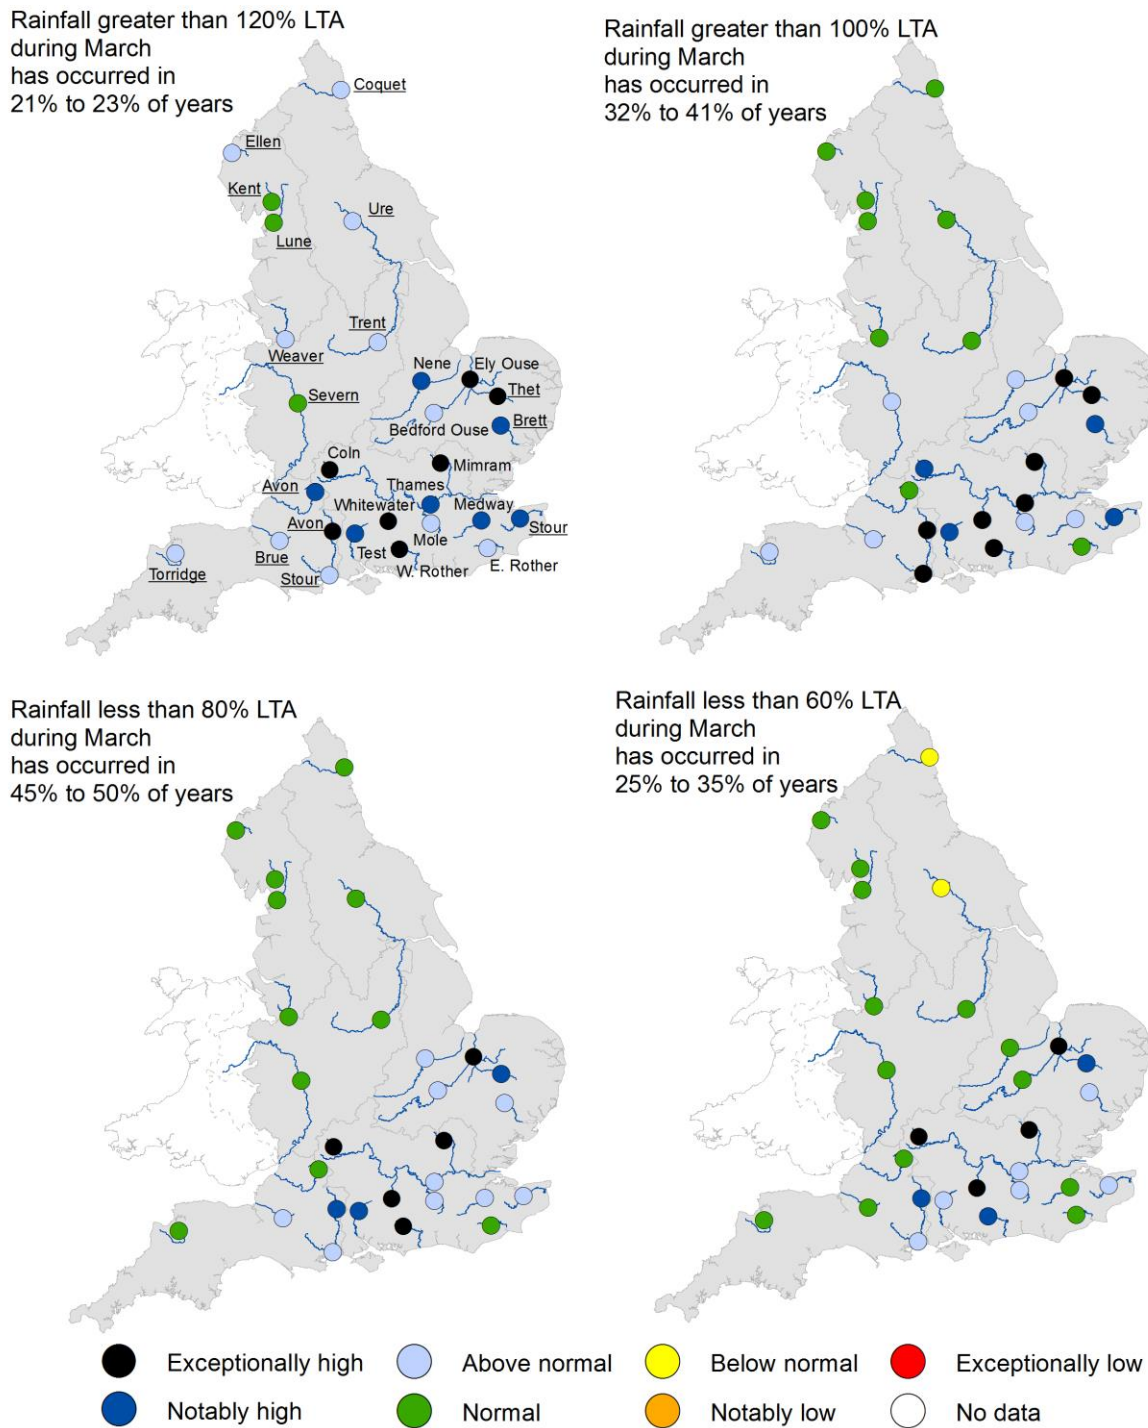 Rainfall greater than 120% LTA
during March
has occurred in
21% to 23% of years
Rainfall greater than 100% LTA
during March
has occurred in
32% to 41% of years
Coquet
Ellen
Kent
Ure
Lune
Trent
Weaver
Nene
Ely Ouse
Thet
Severn
Brett
Bedford Ouse
Coln
Mimram
Avon
Thames
Whitewater
Medway
Avon
Stour
Mole
Brue
Test
E. Rother
Torridge
Stour
W. Rother
Rainfall less than 80% LTA
during March
has occurred in
45% to 50% of years
Rainfall less than 60% LTA
during March
has occurred in
25% to 35% of years
Exceptionally high
Above normal
Below normal
Exceptionally low
Notably high
Normal
Notably low
No data